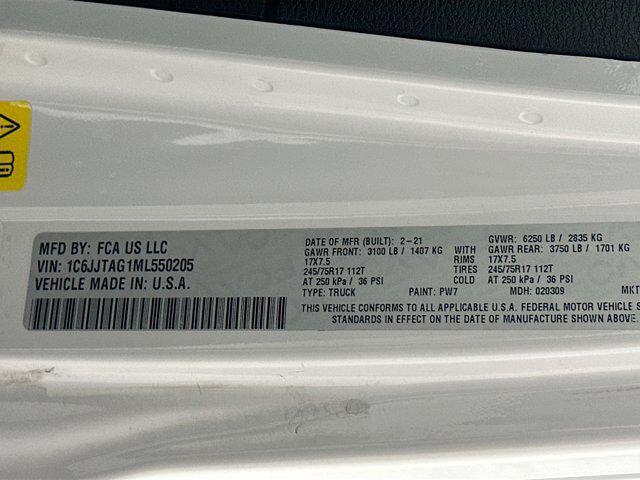 MFD BY: FCA US LLC
VIN: 1C6JJTAG1ML550205
VEHICLE MADE IN: U.S.A.
DATE OF MFR (BUILT): 2-21 GVWR: 6250 LB / 2835 KG
GAWR FRONT: 3100 LB / 1407 KG WITH GAWR REAR: 3750 LB / 1701 KG
17X7.5 RIMS 17X7.5
245/75R17 112T TIRES 245/75R17 112T
AT 250 kPa / 36 PSI COLD AT 250 kPa / 36 PSI
TYPE: TRUCK PAINT: PW7 MDH: 020309 MKT
THIS VEHICLE CONFORMS TO ALL APPLICABLE U.S.A. FEDERAL MOTOR VEHICLE S
STANDARDS IN EFFECT ON THE DATE OF MANUFACTURE SHOWN ABOVE.